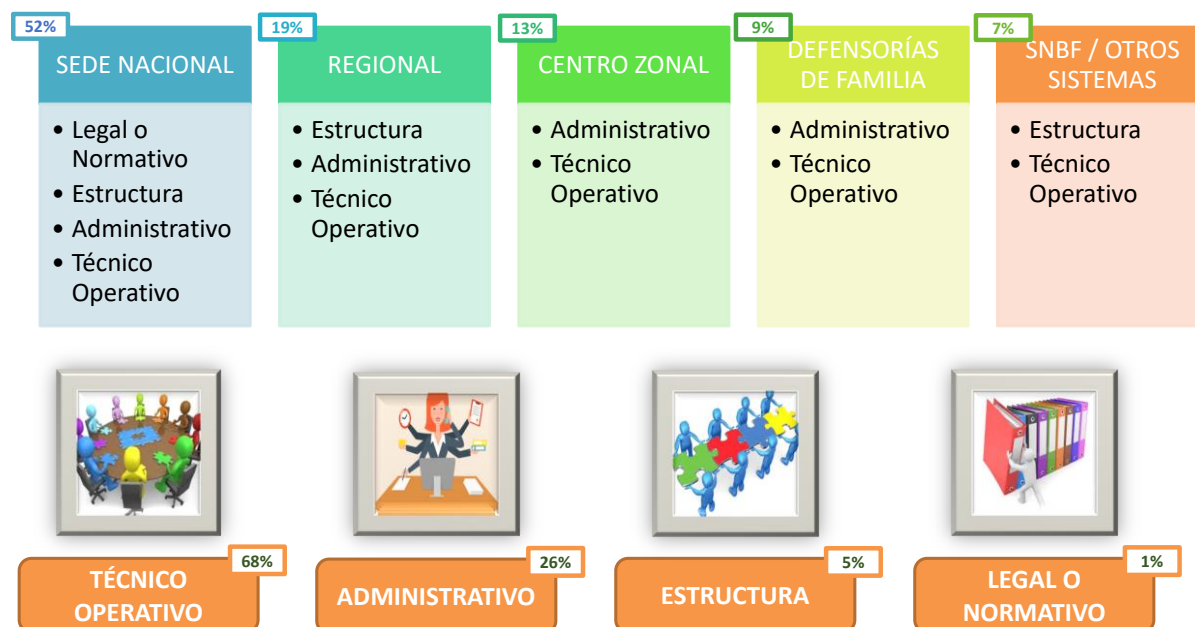 52%
SEDE NACIONAL
• Legal o
Normativo
• Estructura
• Administrativo
• Técnico
Operativo
19%
REGIONAL
• Estructura
• Administrativo
• Técnico
Operativo
13%
CENTRO ZONAL
• Administrativo
• Técnico
Operativo
9%
DEFENSORÍAS
DE FAMILIA
• Administrativo
• Técnico
Operativo
7%
SNBF / OTROS
SISTEMAS
• Estructura
• Técnico
Operativo
68%
TÉCNICO
OPERATIVO
26%
ADMINISTRATIVO
5%
ESTRUCTURA
1%
LEGAL O
NORMATIVO